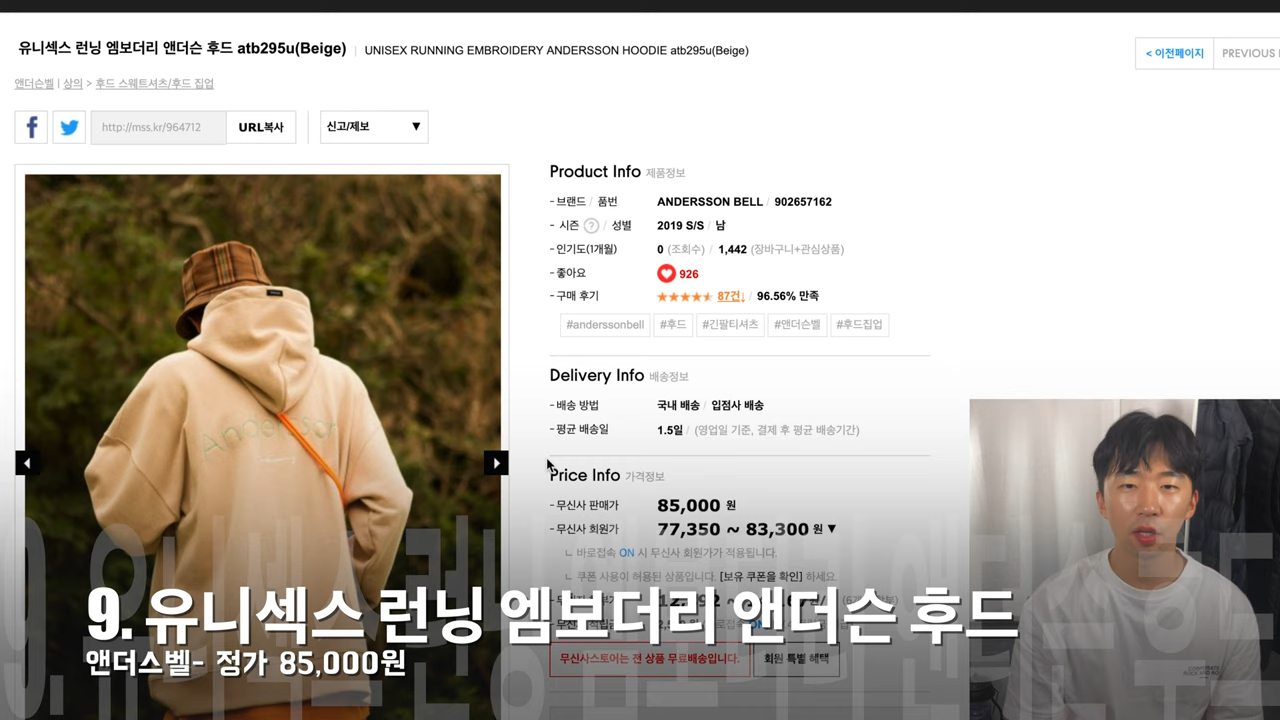 유니섹스 런닝 엠보더리 앤더슨 후드 atb295u(Beige) | UNISEX RUNNING EMBROIDERY ANDERSSON HOODIE atb295u(Beige)
< 이전페이지 PREVIOUS
앤더슨벨 | 상의 > 후드 스웨트셔츠/후드 집업
http://mss.kr/964712 URL복사 신고/제보 ▼
Product Info 제품정보
- 브랜드 / 품번 ANDERSSON BELL / 902657162
- 시즌 ? / 성별 2019 S/S / 남
- 인기도(1개월) 0 (조회수) / 1,442 (장바구니+관심상품)
- 좋아요 926
- 구매 후기 ★★★★★ 87건↓ / 96.56% 만족
#anderssonbell #후드 #긴팔티셔츠 #앤더슨벨 #후드집업
Delivery Info 배송정보
- 배송 방법 국내 배송 / 입점사 배송
- 평균 배송일 1.5일 / (영업일 기준, 결제 후 평균 배송기간)
Andersson
Price Info 가격정보
- 무신사 판매가 85,000 원
- 무신사 회원가 77,350 ~ 83,300 원 ▼
ㄴ 바로접속 ON 시 무신사 회원가가 적용됩니다.
ㄴ 쿠폰 사용이 허용된 상품입니다. [보유 쿠폰을 확인] 하세요.
9. 유니섹스 런닝 엠보더리 앤더슨 후드
앤더스벨- 정가 85,000원
무신사스토어는 전 상품 무료배송입니다. 회원 특별 혜택